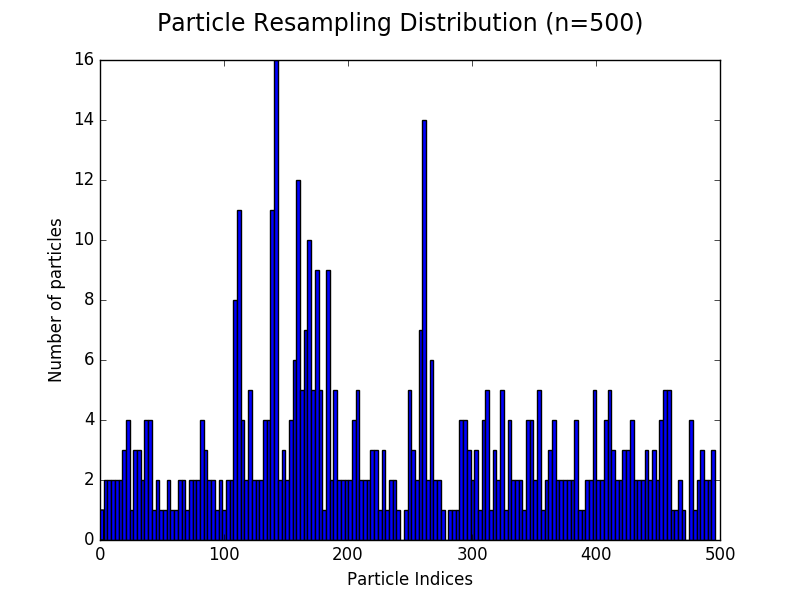 Particle Resampling Distribution (n=500)
16
14
12
10
8
6
4
2
0
Number of particles
0 100 200 300 400 500
Particle Indices